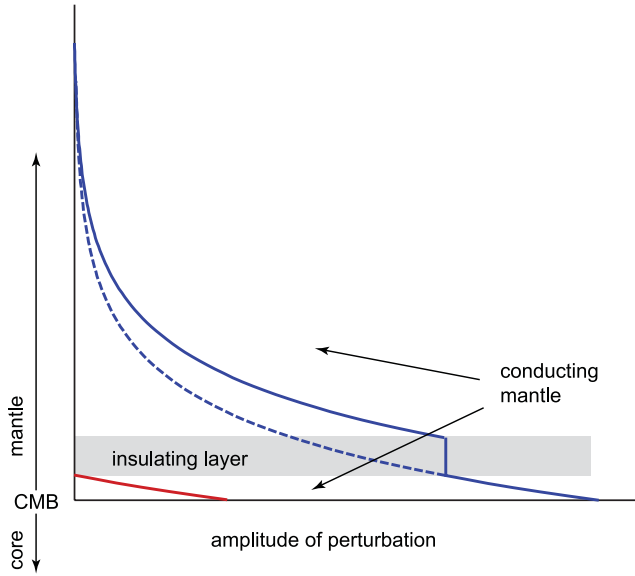 conducting
mantle
mantle
insulating layer
CMB
core
amplitude of perturbation